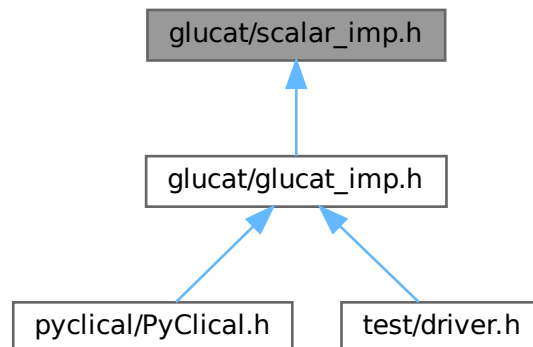 glucat/scalar_imp.h
glucat/glucat_imp.h
pyclical/PyClical.h
test/driver.h